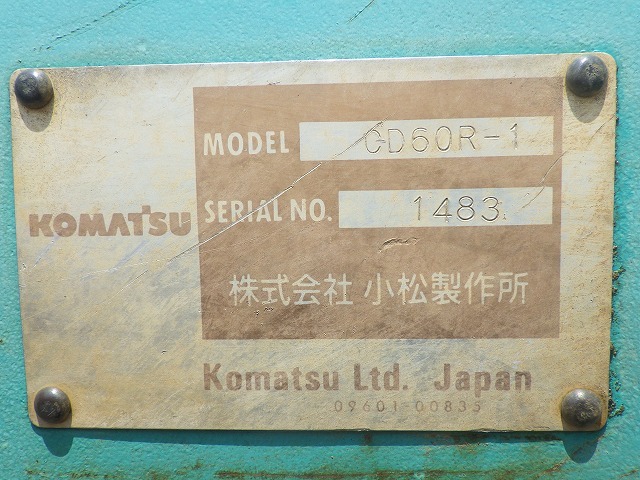 MODEL CD60R-1
KOMATSU
SERIAL NO. 1483
株式会社 小松製作所
Komatsu Ltd. Japan
09601-00835